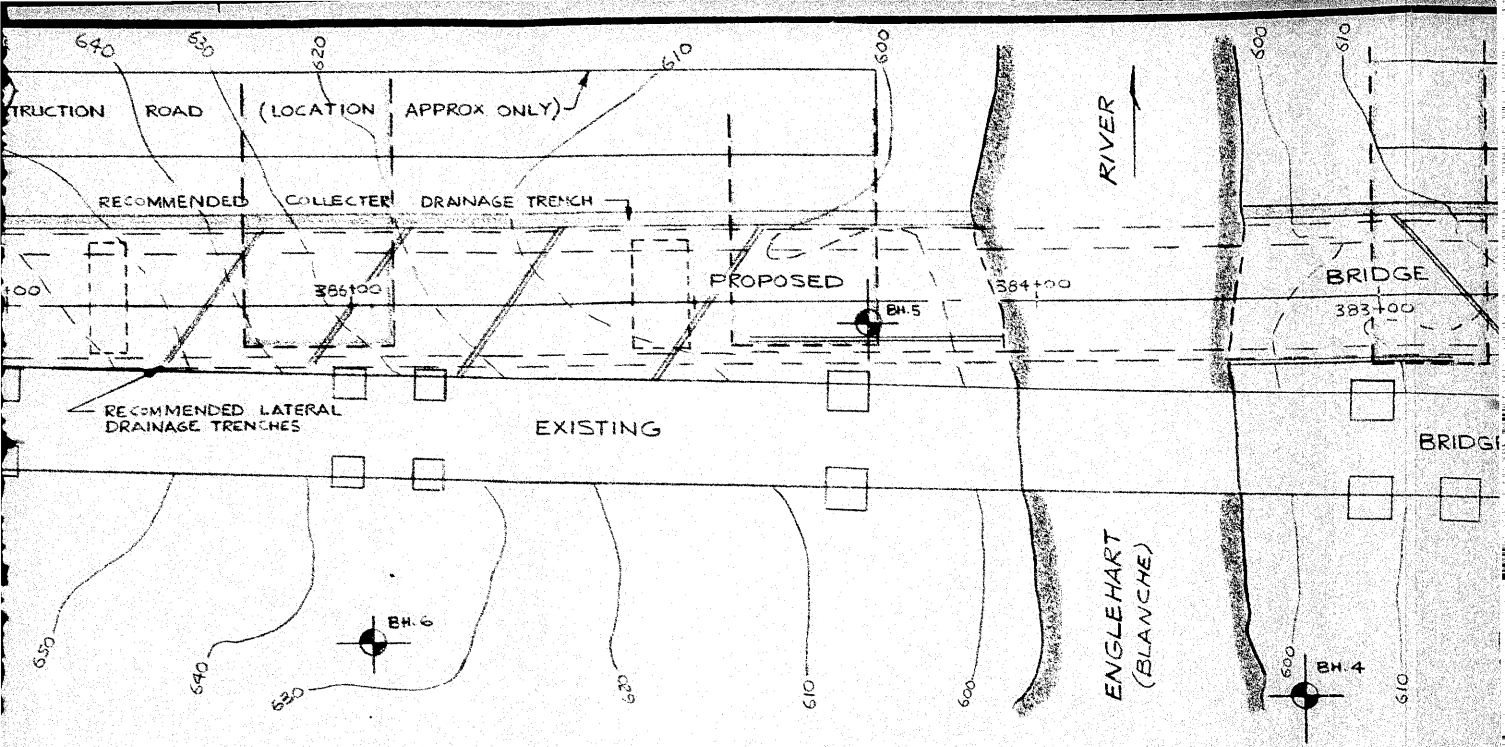 640
630
620
610
600
600
610
TRUCTION ROAD (LOCATION APPROX ONLY)
RIVER
RECOMMENDED COLLECTER DRAINAGE TRENCH
PROPOSED
BRIDGE
+00
386+00
384+00
383+00
BH.5
RECOMMENDED LATERAL
DRAINAGE TRENCHES
EXISTING
BRIDGE
ENGLEHART
(BLANCHE)
BH.6
BH.4
650
640
630
620
610
600
600
610